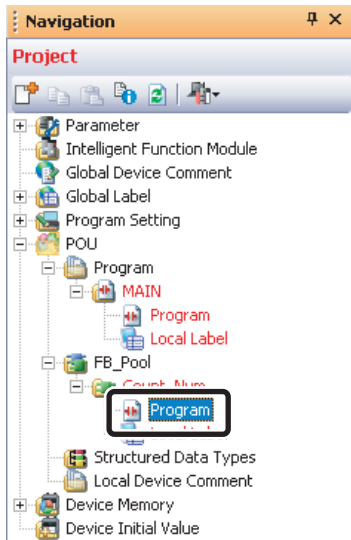 Navigation
Project
Parameter
Intelligent Function Module
Global Device Comment
Global Label
Program Setting
POU
Program
MAIN
Program
Local Label
FB_Pool
Count_Num
Program
Structured Data Types
Local Device Comment
Device Memory
Device Initial Value